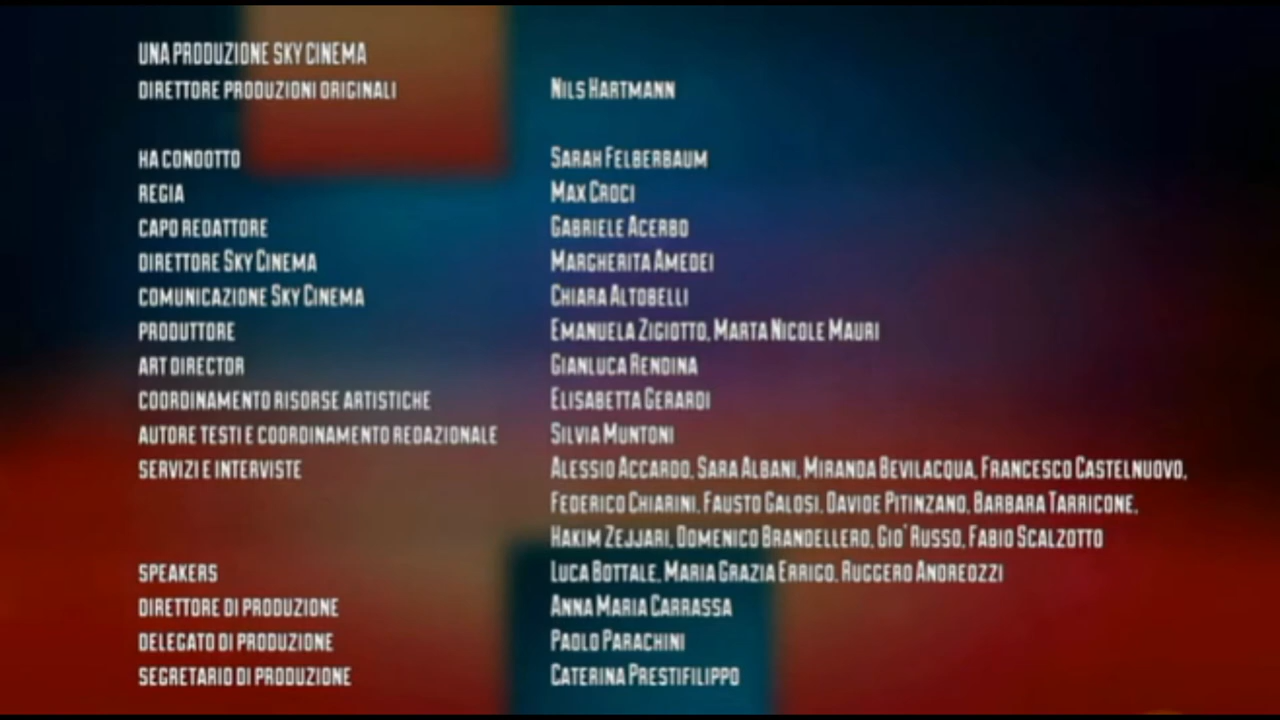 UNA PRODUZIONE SKY CINEMA
DIRETTORE PRODUZIONI ORIGINALI NILS HARTMANN
HA CONDOTTO SARAH FELBERBAUM
REGIA MAX CROCI
CAPO REDATTORE GABRIELE ACERBO
DIRETTORE SKY CINEMA MARGHERITA AMEDEI
COMUNICAZIONE SKY CINEMA CHIARA ALTOBELLI
PRODUTTORE EMANUELA ZIGIOTTO, MARTA NICOLE MAURI
ART DIRECTOR GIANLUCA RENDINA
COORDINAMENTO RISORSE ARTISTICHE ELISABETTA GERARDI
AUTORE TESTI E COORDINAMENTO REDAZIONALE SILVIA MUNTONI
SERVIZI E INTERVISTE ALESSIO ACCARDO, SARA ALBANI, MIRANDA BEVILACQUA, FRANCESCO CASTELNUOVO,
FEDERICO CHIARINI, FAUSTO GALOSI, DAVIDE PITINZANO, BARBARA TARRICONE,
HAKIM ZEJJARI, DOMENICO BRANDELLERO, GIO' RUSSO, FABIO SCALZOTTO
SPEAKERS LUCA BOTTALE, MARIA GRAZIA ERRIGO, RUGGERO ANDREOZZI
DIRETTORE DI PRODUZIONE ANNA MARIA CARRASSA
DELEGATO DI PRODUZIONE PAOLO PARACHINI
SEGRETARIO DI PRODUZIONE CATERINA PRESTIFILIPPO